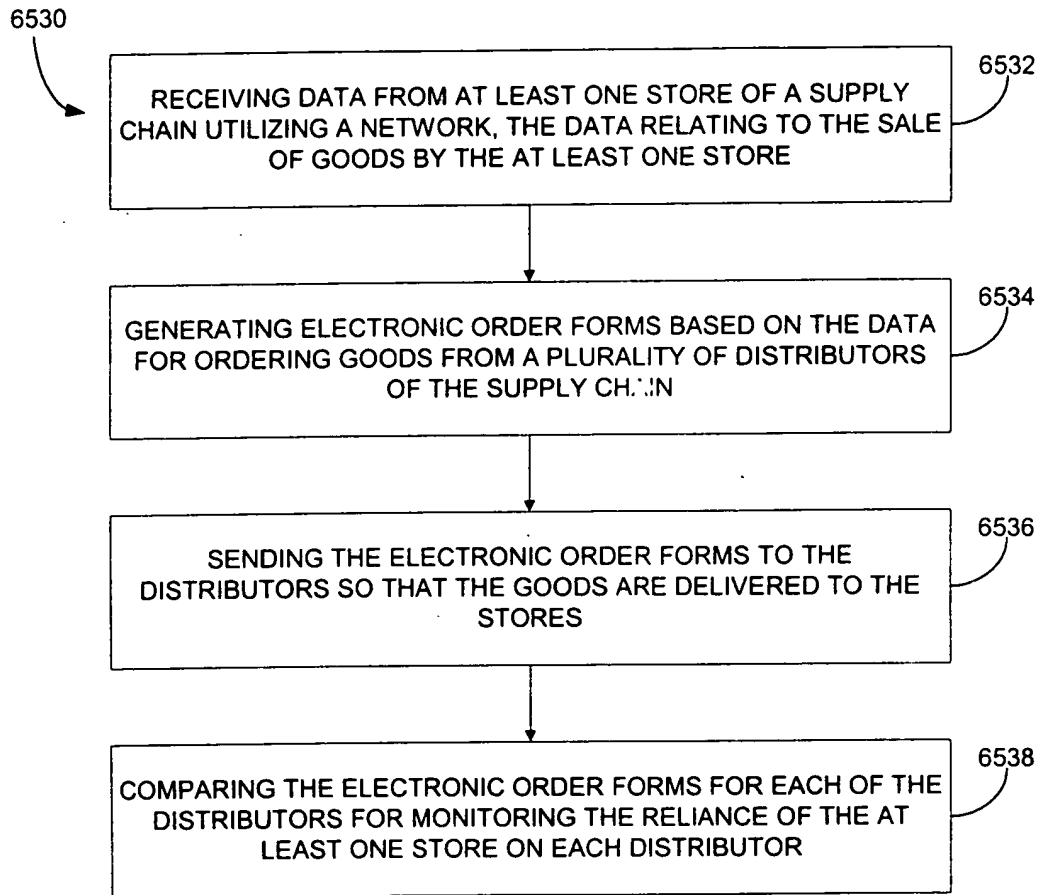 6530
6532
RECEIVING DATA FROM AT LEAST ONE STORE OF A SUPPLY
CHAIN UTILIZING A NETWORK, THE DATA RELATING TO THE SALE
OF GOODS BY THE AT LEAST ONE STORE
6534
GENERATING ELECTRONIC ORDER FORMS BASED ON THE DATA
FOR ORDERING GOODS FROM A PLURALITY OF DISTRIBUTORS
OF THE SUPPLY CHAIN
6536
SENDING THE ELECTRONIC ORDER FORMS TO THE
DISTRIBUTORS SO THAT THE GOODS ARE DELIVERED TO THE
STORES
6538
COMPARING THE ELECTRONIC ORDER FORMS FOR EACH OF THE
DISTRIBUTORS FOR MONITORING THE RELIANCE OF THE AT
LEAST ONE STORE ON EACH DISTRIBUTOR